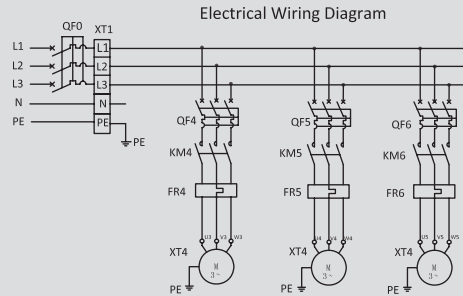 Electrical Wiring Diagram
QF0 XT1
L1 L1
L2 L2
L3 L3
N N
PE PE
PE
QF4 QF5 QF6
KM4 KM5 KM6
FR4 FR5 FR6
U3 V3 W3 U4 V4 W4 U5 V5 W5
XT4 XT4 XT4
M M M
3~ 3~ 3~
PE PE PE